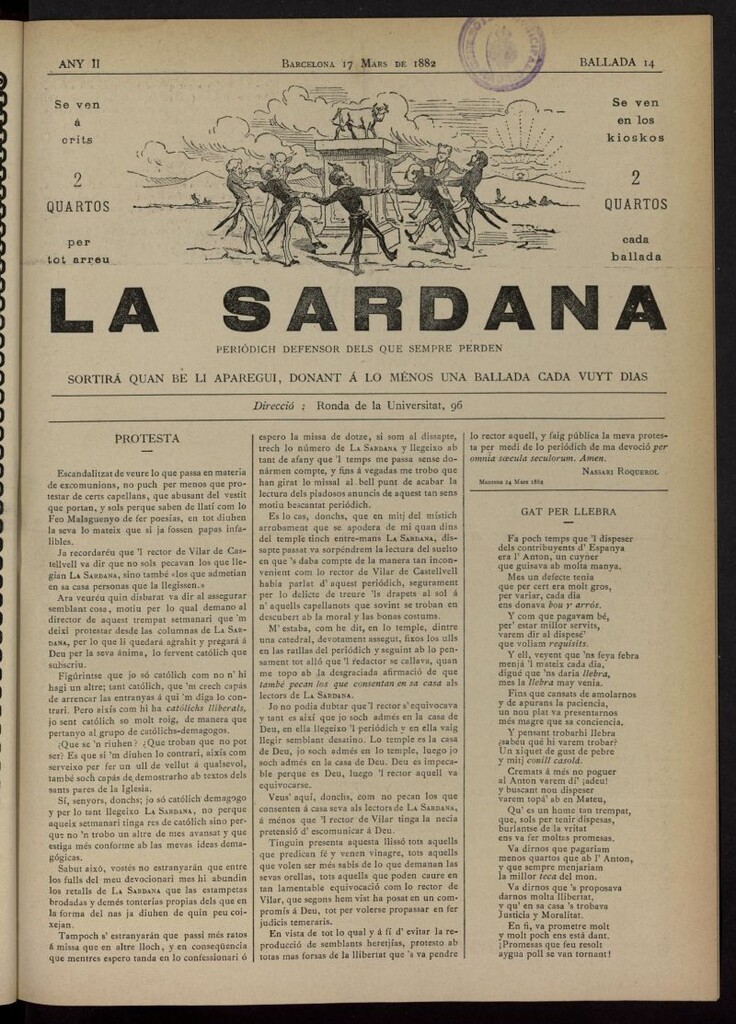 ANY II
BARCELONA 17 MARS DE 1882
BALLADA 14
Se ven
á
crits
2
QUARTOS
per
tot arreu
Se ven
en los
kioskos
2
QUARTOS
cada
ballada
LA SARDANA
PERIÓDICH DEFENSOR DELS QUE SEMPRE PERDEN
SORTIRÁ QUAN BÉ LI APAREGUI, DONANT Á LO MÉNOS UNA BALLADA CADA VUYT DIAS
Direcció : Ronda de la Universitat, 96
PROTESTA
Escandalitzat de veure lo que passa en materia
de excomunions, no puch per menos que pro-
testar de certs capellans, que abusant del vestit
que portan, y sols perque saben de llatí com lo
Feo Malaguenyo de fer poesías, en tot diuhen
la seva lo mateix que si ja fossen papas infa-
libles.
Ja recordaréu que 'l rector de Vilar de Cas-
tellvell va dir que no sols pecavan los que lle-
gían LA SARDANA, sino també «los que admetian
en sa casa personas que la llegissen.»
Ara veuréu quin disbarat va dir al assegurar
semblant cosa, motiu per lo qual demano al
director de aquest trempat setmanari que 'm
deixi protestar desde las columnas de LA SAR-
DANA, per lo que li quedará agrahit y pregará á
Deu per la seva ánima, lo fervent católich que
subscriu.
Figúrintse que jo só católich com no n' hi
hagi un altre; tant católich, que 'm crech capás
de arrencar las entranyas á qui 'm diga lo con-
trari. Pero aixís com hi ha católichs lliberals,
jo sent católich so molt roig, de manera que
pertanyo al grupo de católichs-demagogos.
¿Que se 'n riuhen? ¿Que troban que no pot
ser? Es que si 'm diuhen lo contrari, aixís com
serveixo per fer un ull de vellut á qualsevol,
també soch capás de demostrarho ab textos dels
sants pares de la Iglesia.
Sí, senyors, donchs; jo só católich demagogo
y per lo tant llegeixo LA SARDANA, no perque
aqueix setmanari tinga res de católich sino per-
que no 'n trobo un altre de mes avansat y que
estiga més conforme ab las mevas ideas dema-
gógicas.
Sabut aixó, vostés no estranyarán que entre
los fulls del meu devocionari mes hi abundin
los retalls de LA SARDANA que las estampetas
brodadas y demés tonterías propias dels que en
la forma del nas ja diuhen de quin peu coi-
xejan.
Tampoch s' estranyarán que passi més ratos
á missa que en altre lloch, y en conseqüencia
que mentres espero tanda en lo confessionari ó
espero la missa de dotze, si som al dissapte,
trech lo número de LA SARDANA y llegeixo ab
tant de afany que 'l temps me passa sense do-
nármen compte, y fins á vegadas me trobo que
han girat lo missal al bell punt de acabar la
lectura dels piadosos anuncis de aquest tan sens
motiu bescantat periódich.
Es lo cas, donchs, que en mitj del místich
arrobament que se apodera de mi quan dins
del temple tinch entre-mans LA SARDANA, dis-
sapte passat va sorpéndrem la lectura del suelto
en que 's daba compte de la manera tan incon-
venient com lo rector de Vilar de Castellvell
habia parlat d' aquest periódich, segurament
per lo delicte de treure 'ls drapets al sol á
n' aquells capellanots que sovint se troban en
descubert ab la moral y las bonas costums.
M' estaba, com he dit, en lo temple, dintre
una catedral, devotament assegut, fixos los ulls
en las ratllas del periódich y seguint ab lo pen-
sament tot alló que 'l redactor se callava, quan
me topo ab la desgraciada afirmació de que
també pecan los que consentan en sa casa als
lectors de LA SARDANA.
Jo no podia dubtar que 'l rector s' equivocava
y tant es aixi que jo soch admés en la casa de
Deu, en ella llegeixo 'l periódich y en ella vaig
llegir semblant desatino. Lo temple es la casa
de Deu, jo soch admés en lo temple, luego jo
soch admés en la casa de Deu. Deu es impeca-
ble perque es Deu, luego 'l rector aquell va
equivocarse.
Veus' aquí, donchs, com no pecan los que
consenten á casa seva als lectors de LA SARDANA,
á ménos que 'l rector de Vilar tinga la necia
pretensió d' escomunicar á Deu.
Tinguin presenta aquesta llissó tots aquells
que predican fé y venen vinagre, tots aquells
que volen ser més sabis de lo que demanan las
sevas orellas, tots aquells que poden caure en
tan lamentable equivocació com lo rector de
Vilar, que segons hem vist ha posat en un com-
promís á Deu, tot per volerse propassar en fer
judicis temeraris.
En vista de tot lo qual y á fí d' evitar la re-
producció de semblants heretjías, protesto ab
totas mas forsas de la llibertat que 's va pendre
lo rector aquell, y faig pública la meva protes-
ta per medi de lo periódich de ma devoció per
omnia sœcula seculorum. Amen.
NASSARI ROQUEROL
Manresa 14 Mars 1882
GAT PER LLEBRA
Fa poch temps que 'l dispeser
dels contribuyents d' Espanya
era l' Anton, un cuyner
que guisava ab molta manya.
Mes un defecte tenia
que per cert era molt gros,
per variar, cada dia
ens donava bou y arrós.
Y com que pagavam bé,
per' estar millor servits,
varem dir al dispesé'
que voliam requisits.
Y ell, veyent que 'ns feya febra
menjá 'l mateix cada dia,
digué que 'ns daria llebra,
mes la llebra may venia.
Fins que cansats de amolarnos
y de apurans la paciencia,
un nou plat va presentarnos
més magre que sa conciencia.
Y pensant trobarhi llebra
¿sabéu qué hi varem trobar?
Un xiquet de gust de pebre
y mitj conill casolá.
Cremats á més no poguer
al Anton varem di' ¡adeu!
y buscant nou dispeser
varem topá' ab en Mateu,
Qu' es un home tan trempat,
que, sols per tenir dispesas,
burlantse de la vritat
ens va fer moltas promesas.
Va dirnos que pagariam
menos quartos que ab l' Anton,
y que sempre menjariam
la millor teca del mon.
Va dirnos que 's proposava
darnos molta llibertat,
y qu' en sa casa 's trobava
Justicia y Moralitat.
En fi, va prometre molt
y molt poch ens está dant.
¡Promesas que feu resolt
aygua poll se van tornant!